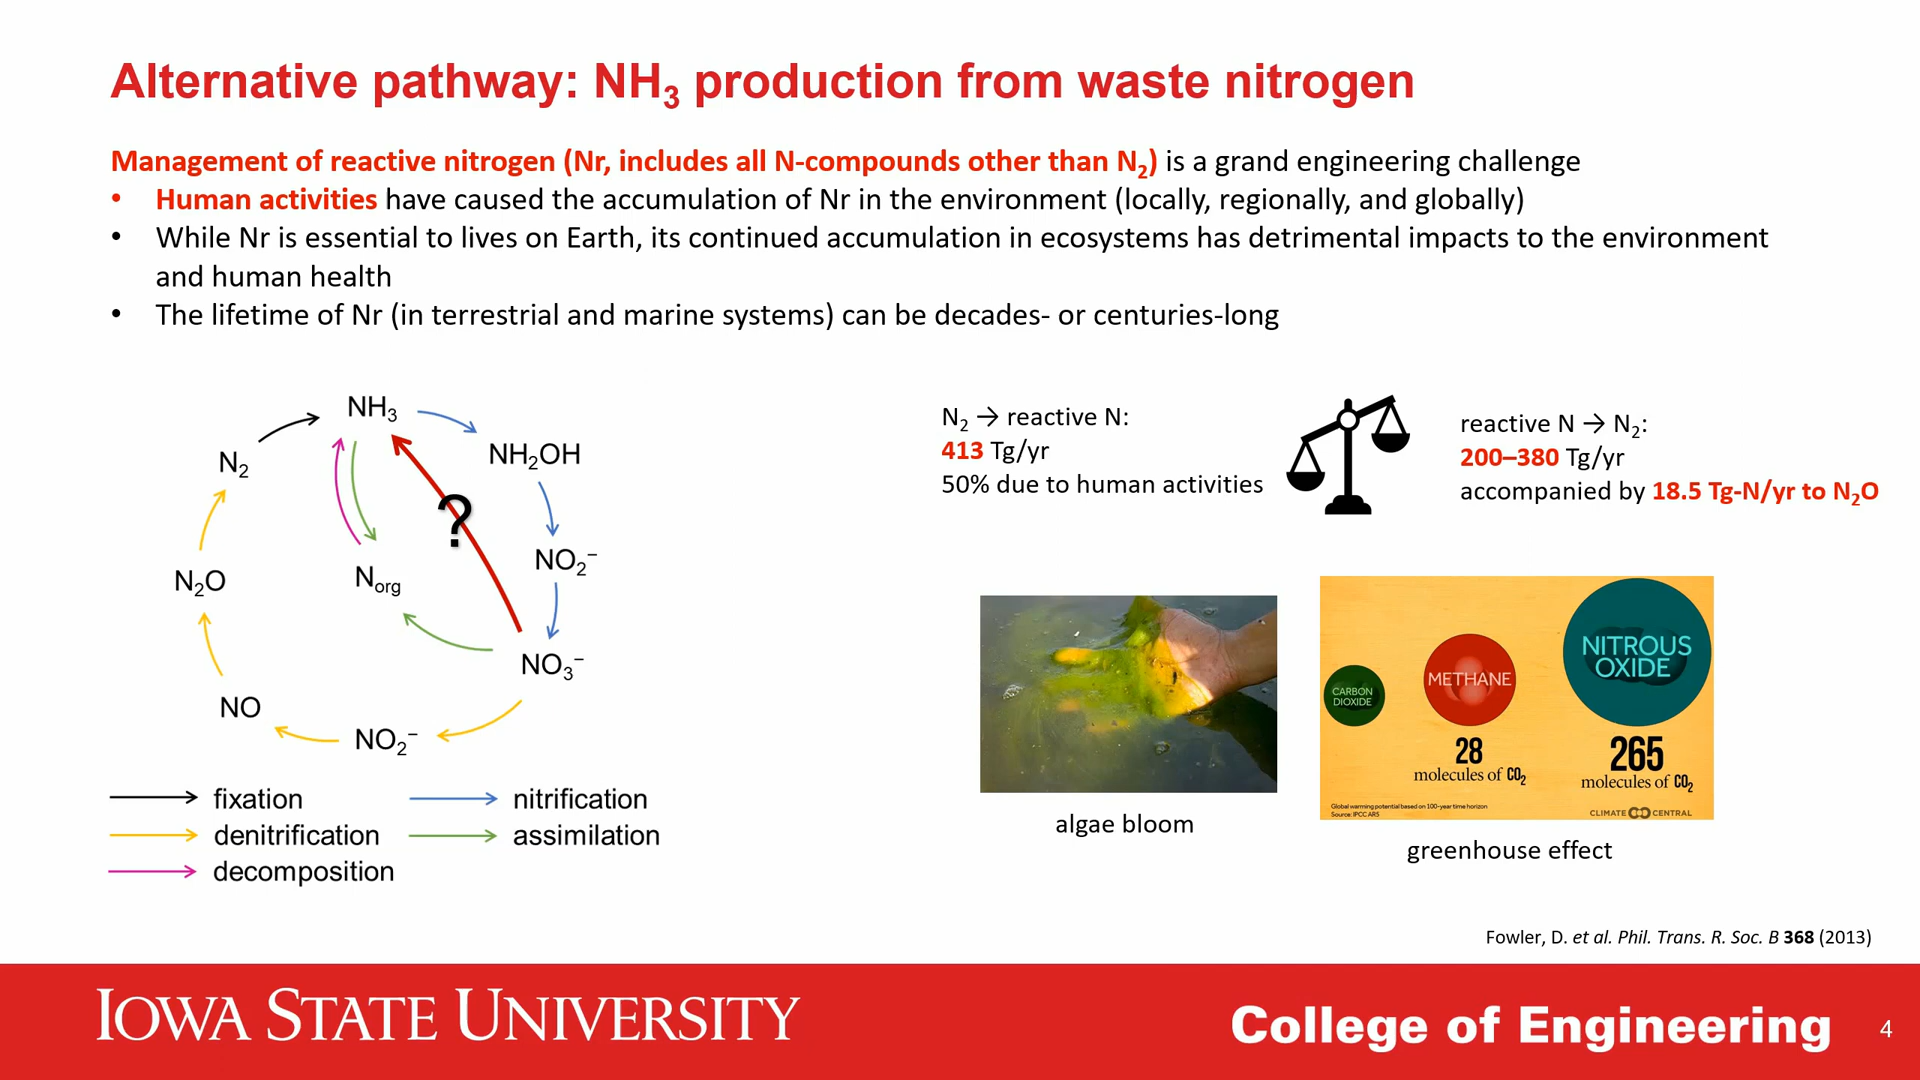 Alternative pathway: NH₃ production from waste nitrogen
Management of reactive nitrogen (Nr, includes all N-compounds other than N₂) is a grand engineering challenge
• Human activities have caused the accumulation of Nr in the environment (locally, regionally, and globally)
• While Nr is essential to lives on Earth, its continued accumulation in ecosystems has detrimental impacts to the environment
and human health
• The lifetime of Nr (in terrestrial and marine systems) can be decades- or centuries-long
NH₃
NH₂OH
N₂
?
NO₂⁻
N₂O
Norg
NO₃⁻
NO
NO₂⁻
fixation
nitrification
denitrification
assimilation
decomposition
N₂ → reactive N:
413 Tg/yr
50% due to human activities
reactive N → N₂:
200–380 Tg/yr
accompanied by 18.5 Tg-N/yr to N₂O
algae bloom
CARBON
DIOXIDE
METHANE
28
molecules of CO₂
NITROUS
OXIDE
265
molecules of CO₂
Global warming potential based on 100-year time horizon
Source: IPCC AR5
CLIMATE CENTRAL
greenhouse effect
Fowler, D. et al. Phil. Trans. R. Soc. B 368 (2013)
IOWA STATE UNIVERSITY
College of Engineering
4